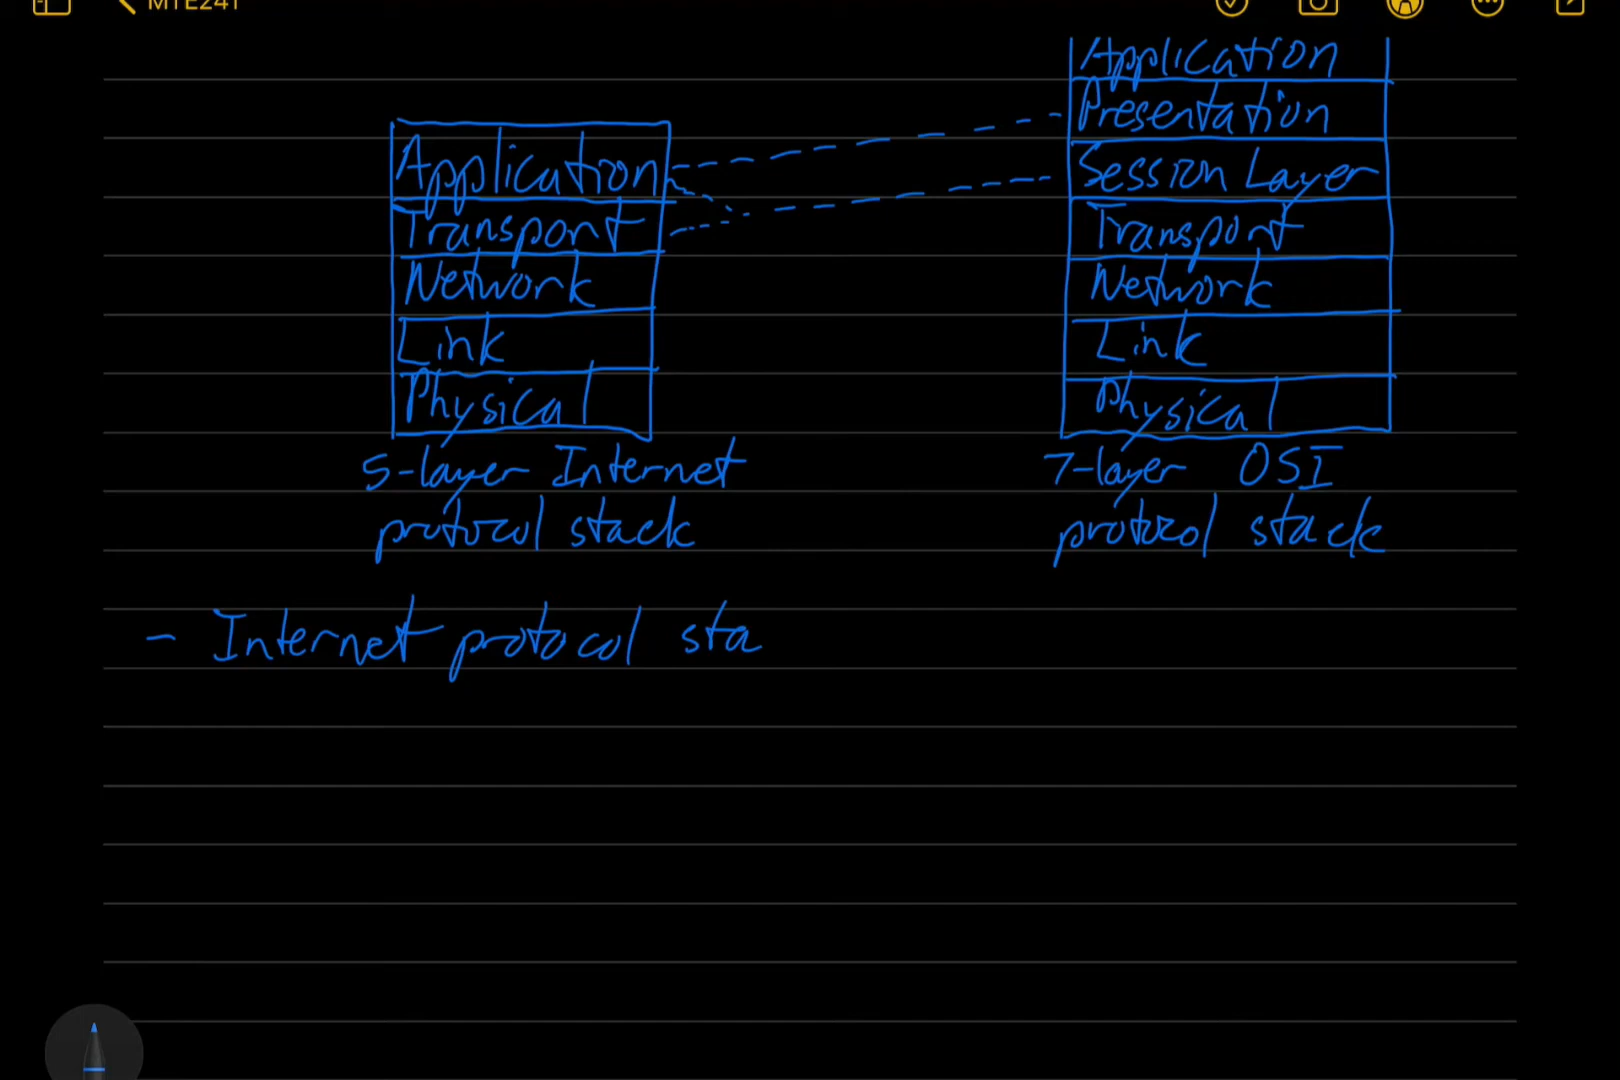 MTE241
Application
Presentation
Session Layer
Transport
Network
Link
Physical
7-layer OSI
protocol stack
Application
Transport
Network
Link
Physical
5-layer Internet
protocol stack
- Internet protocol sta